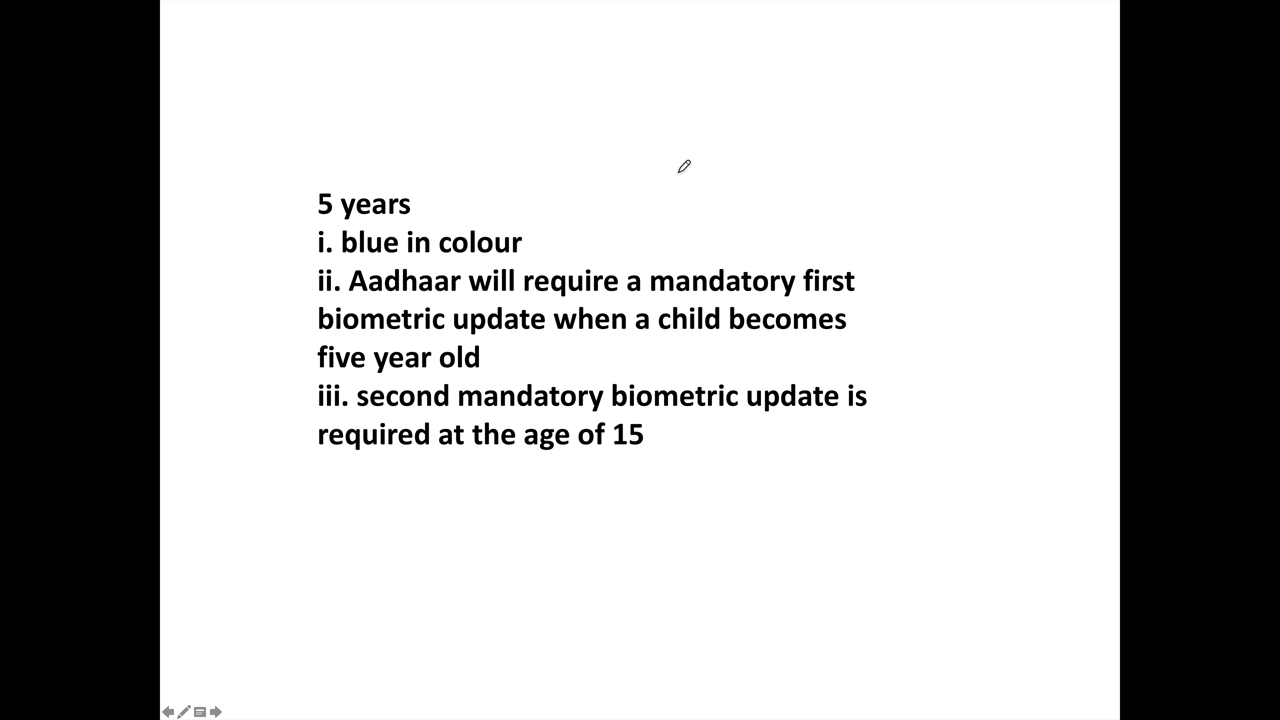 5 years
i. blue in colour
ii. Aadhaar will require a mandatory first
biometric update when a child becomes
five year old
iii. second mandatory biometric update is
required at the age of 15